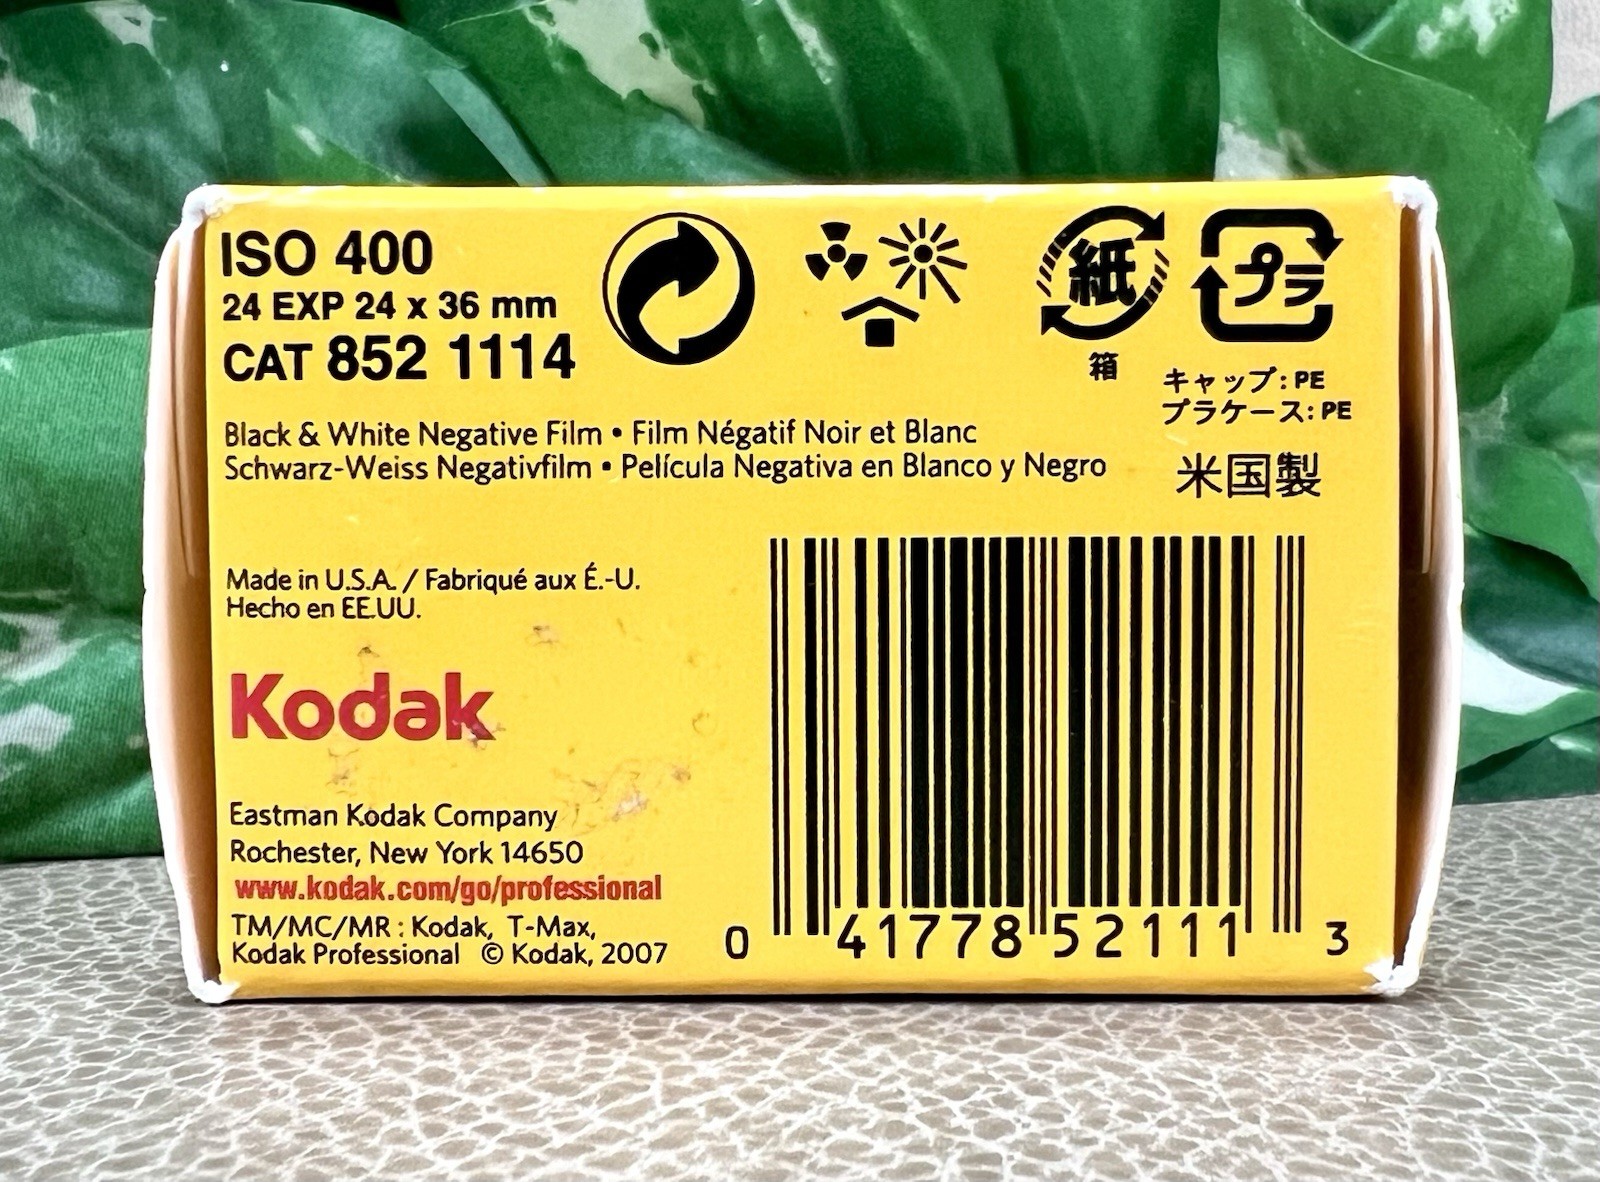 ISO 400
24 EXP 24 x 36 mm
CAT 852 1114
紙
箱
プラ
キャップ: PE
プラケース: PE
米国製
Black & White Negative Film • Film Négatif Noir et Blanc
Schwarz-Weiss Negativfilm • Película Negativa en Blanco y Negro
Made in U.S.A. / Fabriqué aux É.-U.
Hecho en EE.UU.
Kodak
Eastman Kodak Company
Rochester, New York 14650
www.kodak.com/go/professional
TM/MC/MR : Kodak, T-Max,
Kodak Professional © Kodak, 2007
0 41778 52111 3